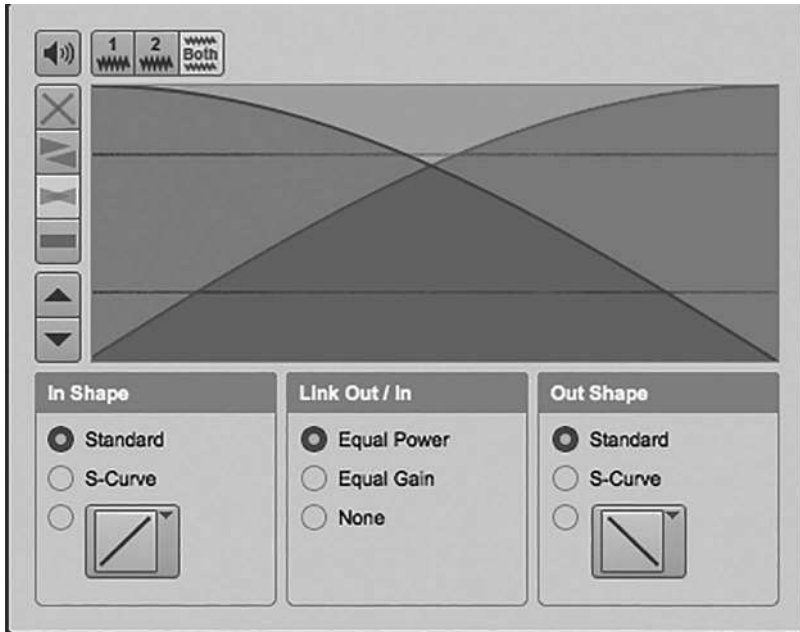 1 2 Both
In Shape
Standard
S-Curve
Link Out / In
Equal Power
Equal Gain
None
Out Shape
Standard
S-Curve